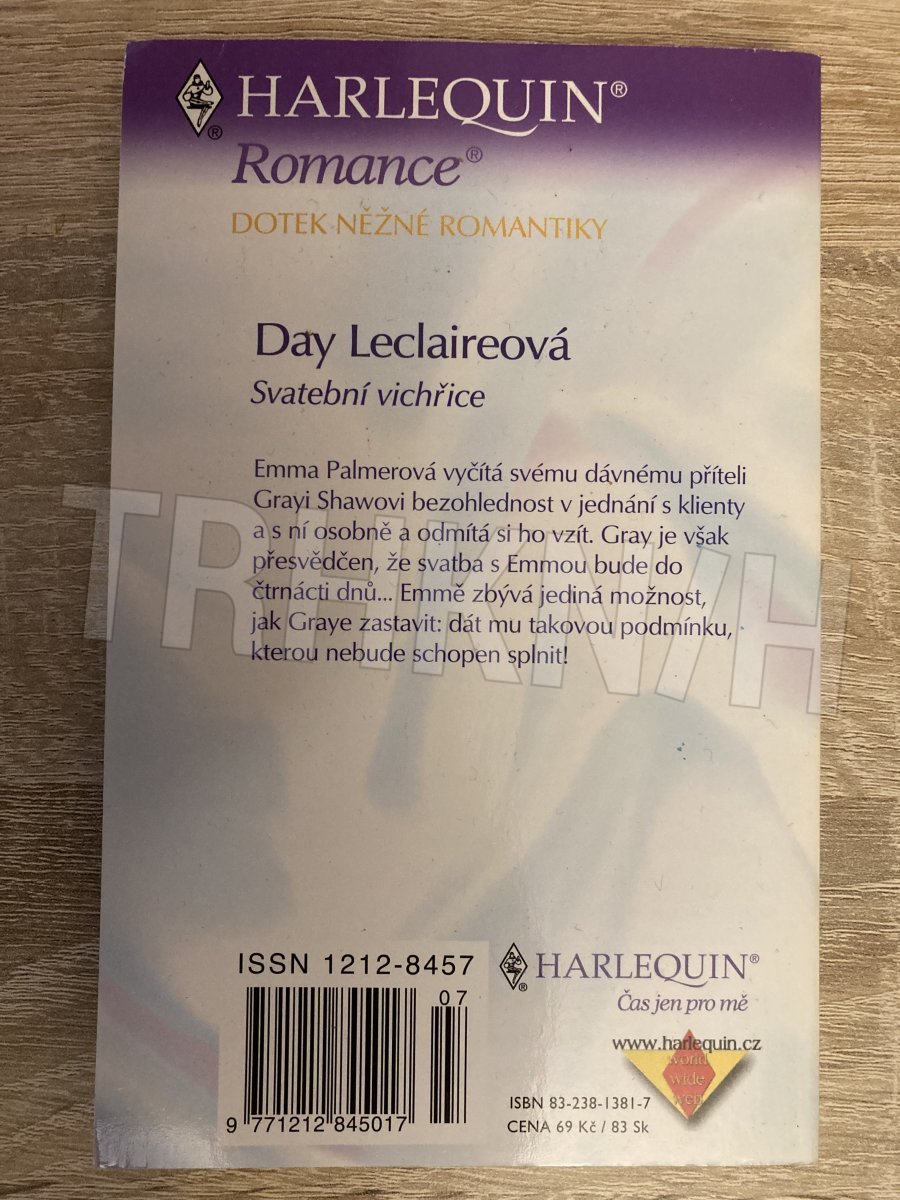 HARLEQUIN®
®
Romance®
DOTEK NĚŽNÉ ROMANTIKY
Day Leclaireová
Svatební vichřice
Emma Palmerová vyčítá svému dávnému příteli
Grayi Shawovi bezohlednost v jednání s klienty
a s ní osobně a odmítá si ho vzít. Gray je však
přesvědčen, že svatba s Emmou bude do
čtrnácti dnů... Emmě zbývá jediná možnost,
jak Graye zastavit: dát mu takovou podmínku,
kterou nebude schopen splnit!
ISSN 1212-8457
07
9 771212 845017
HARLEQUIN®
®
Čas jen pro mě
www.harlequin.cz
world
wide
web
ISBN 83-238-1381-7
CENA 69 Kč / 83 Sk